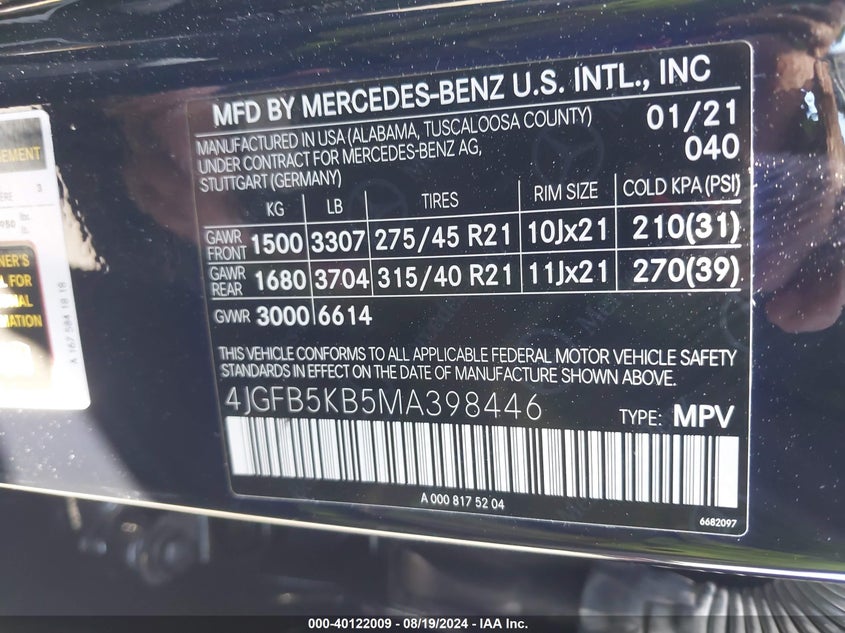 MFD BY MERCEDES-BENZ U.S. INTL., INC
MANUFACTURED IN USA (ALABAMA, TUSCALOOSA COUNTY) 01/21
UNDER CONTRACT FOR MERCEDES-BENZ AG, 040
STUTTGART (GERMANY)
KG LB TIRES RIM SIZE COLD KPA (PSI)
GAWR FRONT 1500 3307 275/45 R21 10Jx21 210(31)
GAWR REAR 1680 3704 315/40 R21 11Jx21 270(39)
GVWR 3000 6614
THIS VEHICLE CONFORMS TO ALL APPLICABLE FEDERAL MOTOR VEHICLE SAFETY
STANDARDS IN EFFECT ON THE DATE OF MANUFACTURE SHOWN ABOVE.
4JGFB5KB5MA398446 TYPE: MPV
A 000 817 52 04
6682097
A 167 584 18 18
000-40122009 - 08/19/2024 - IAA Inc.